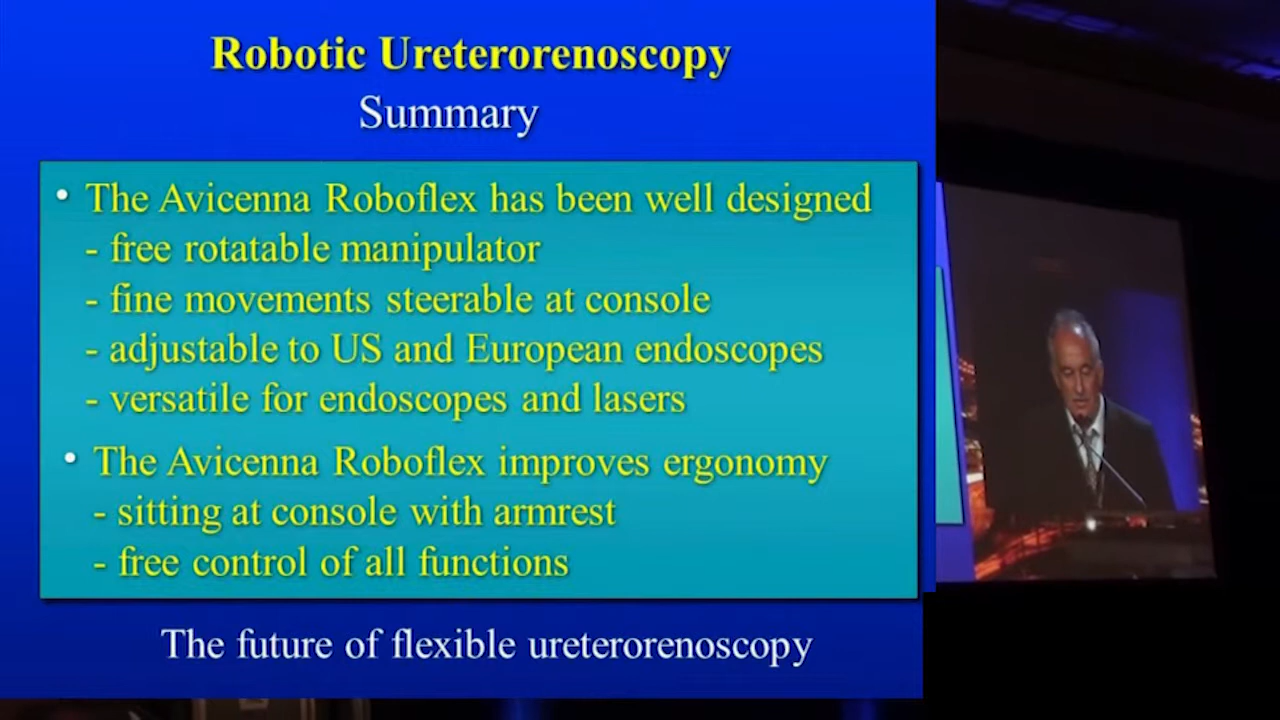 Robotic Ureterorenoscopy
Summary
• The Avicenna Roboflex has been well designed
- free rotatable manipulator
- fine movements steerable at console
- adjustable to US and European endoscopes
- versatile for endoscopes and lasers
• The Avicenna Roboflex improves ergonomy
- sitting at console with armrest
- free control of all functions
The future of flexible ureterorenoscopy